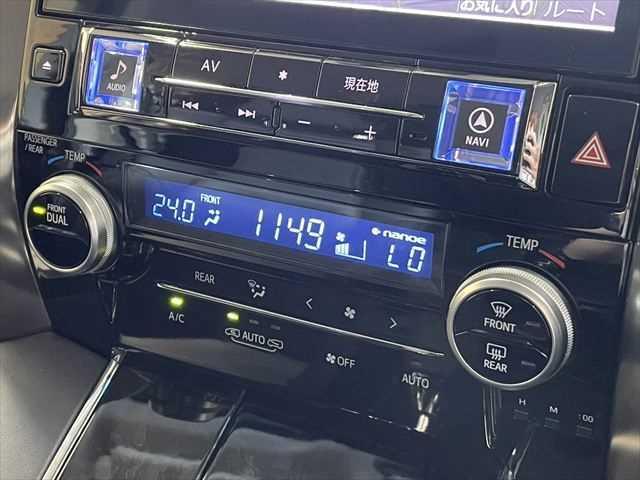 お気に入り ルート
AV
*
現在地
AUDIO
NAVI
PASSENGER
/REAR
TEMP
FRONT
DUAL
24.0
FRONT
1149
nanoe
LO
TEMP
REAR
A/C
AUTO
OFF
AUTO
FRONT
REAR
H M :00